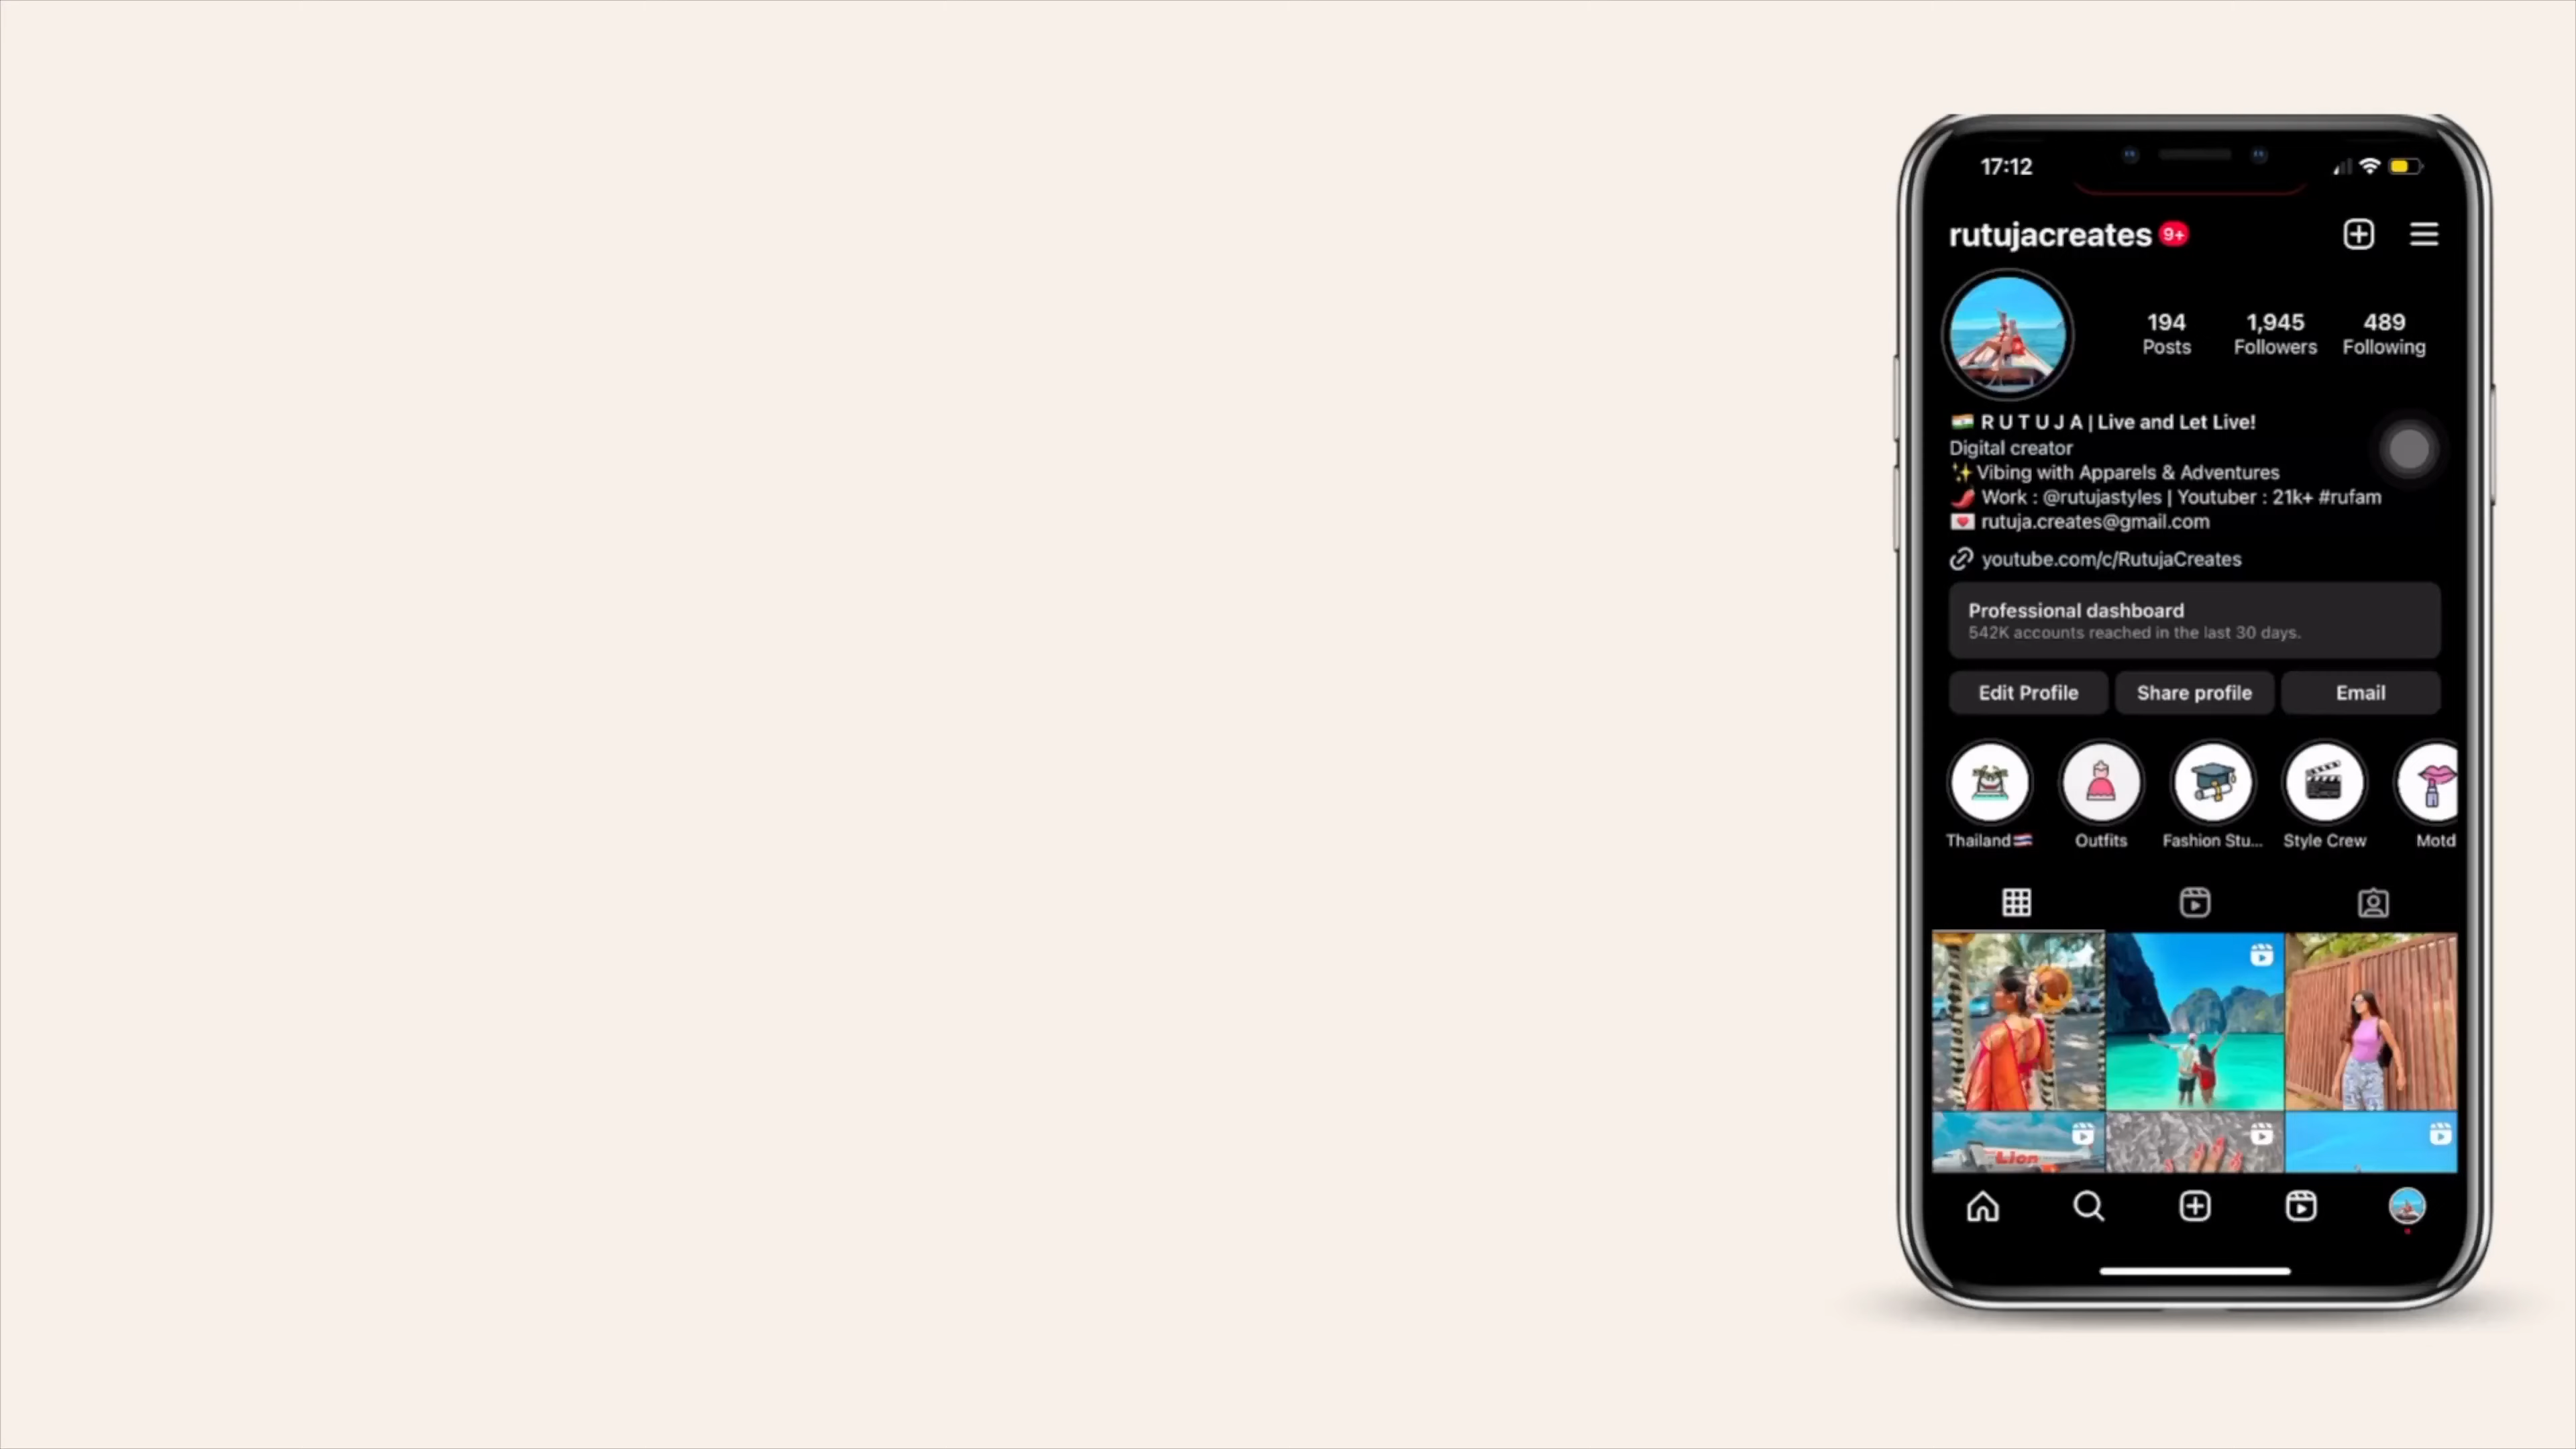 17:12
rutujacreates 9+
194 1,945 489
Posts Followers Following
🇮🇳 R U T U J A | Live and Let Live!
Digital creator
✨ Vibing with Apparels & Adventures
🌶️ Work : @rutujastyles | Youtuber : 21k+ #rufam
💌 rutuja.creates@gmail.com
youtube.com/c/RutujaCreates
Professional dashboard
542K accounts reached in the last 30 days.
Edit Profile Share profile Email
Thailand🇹🇭 Outfits Fashion Stu... Style Crew Motd
Lion